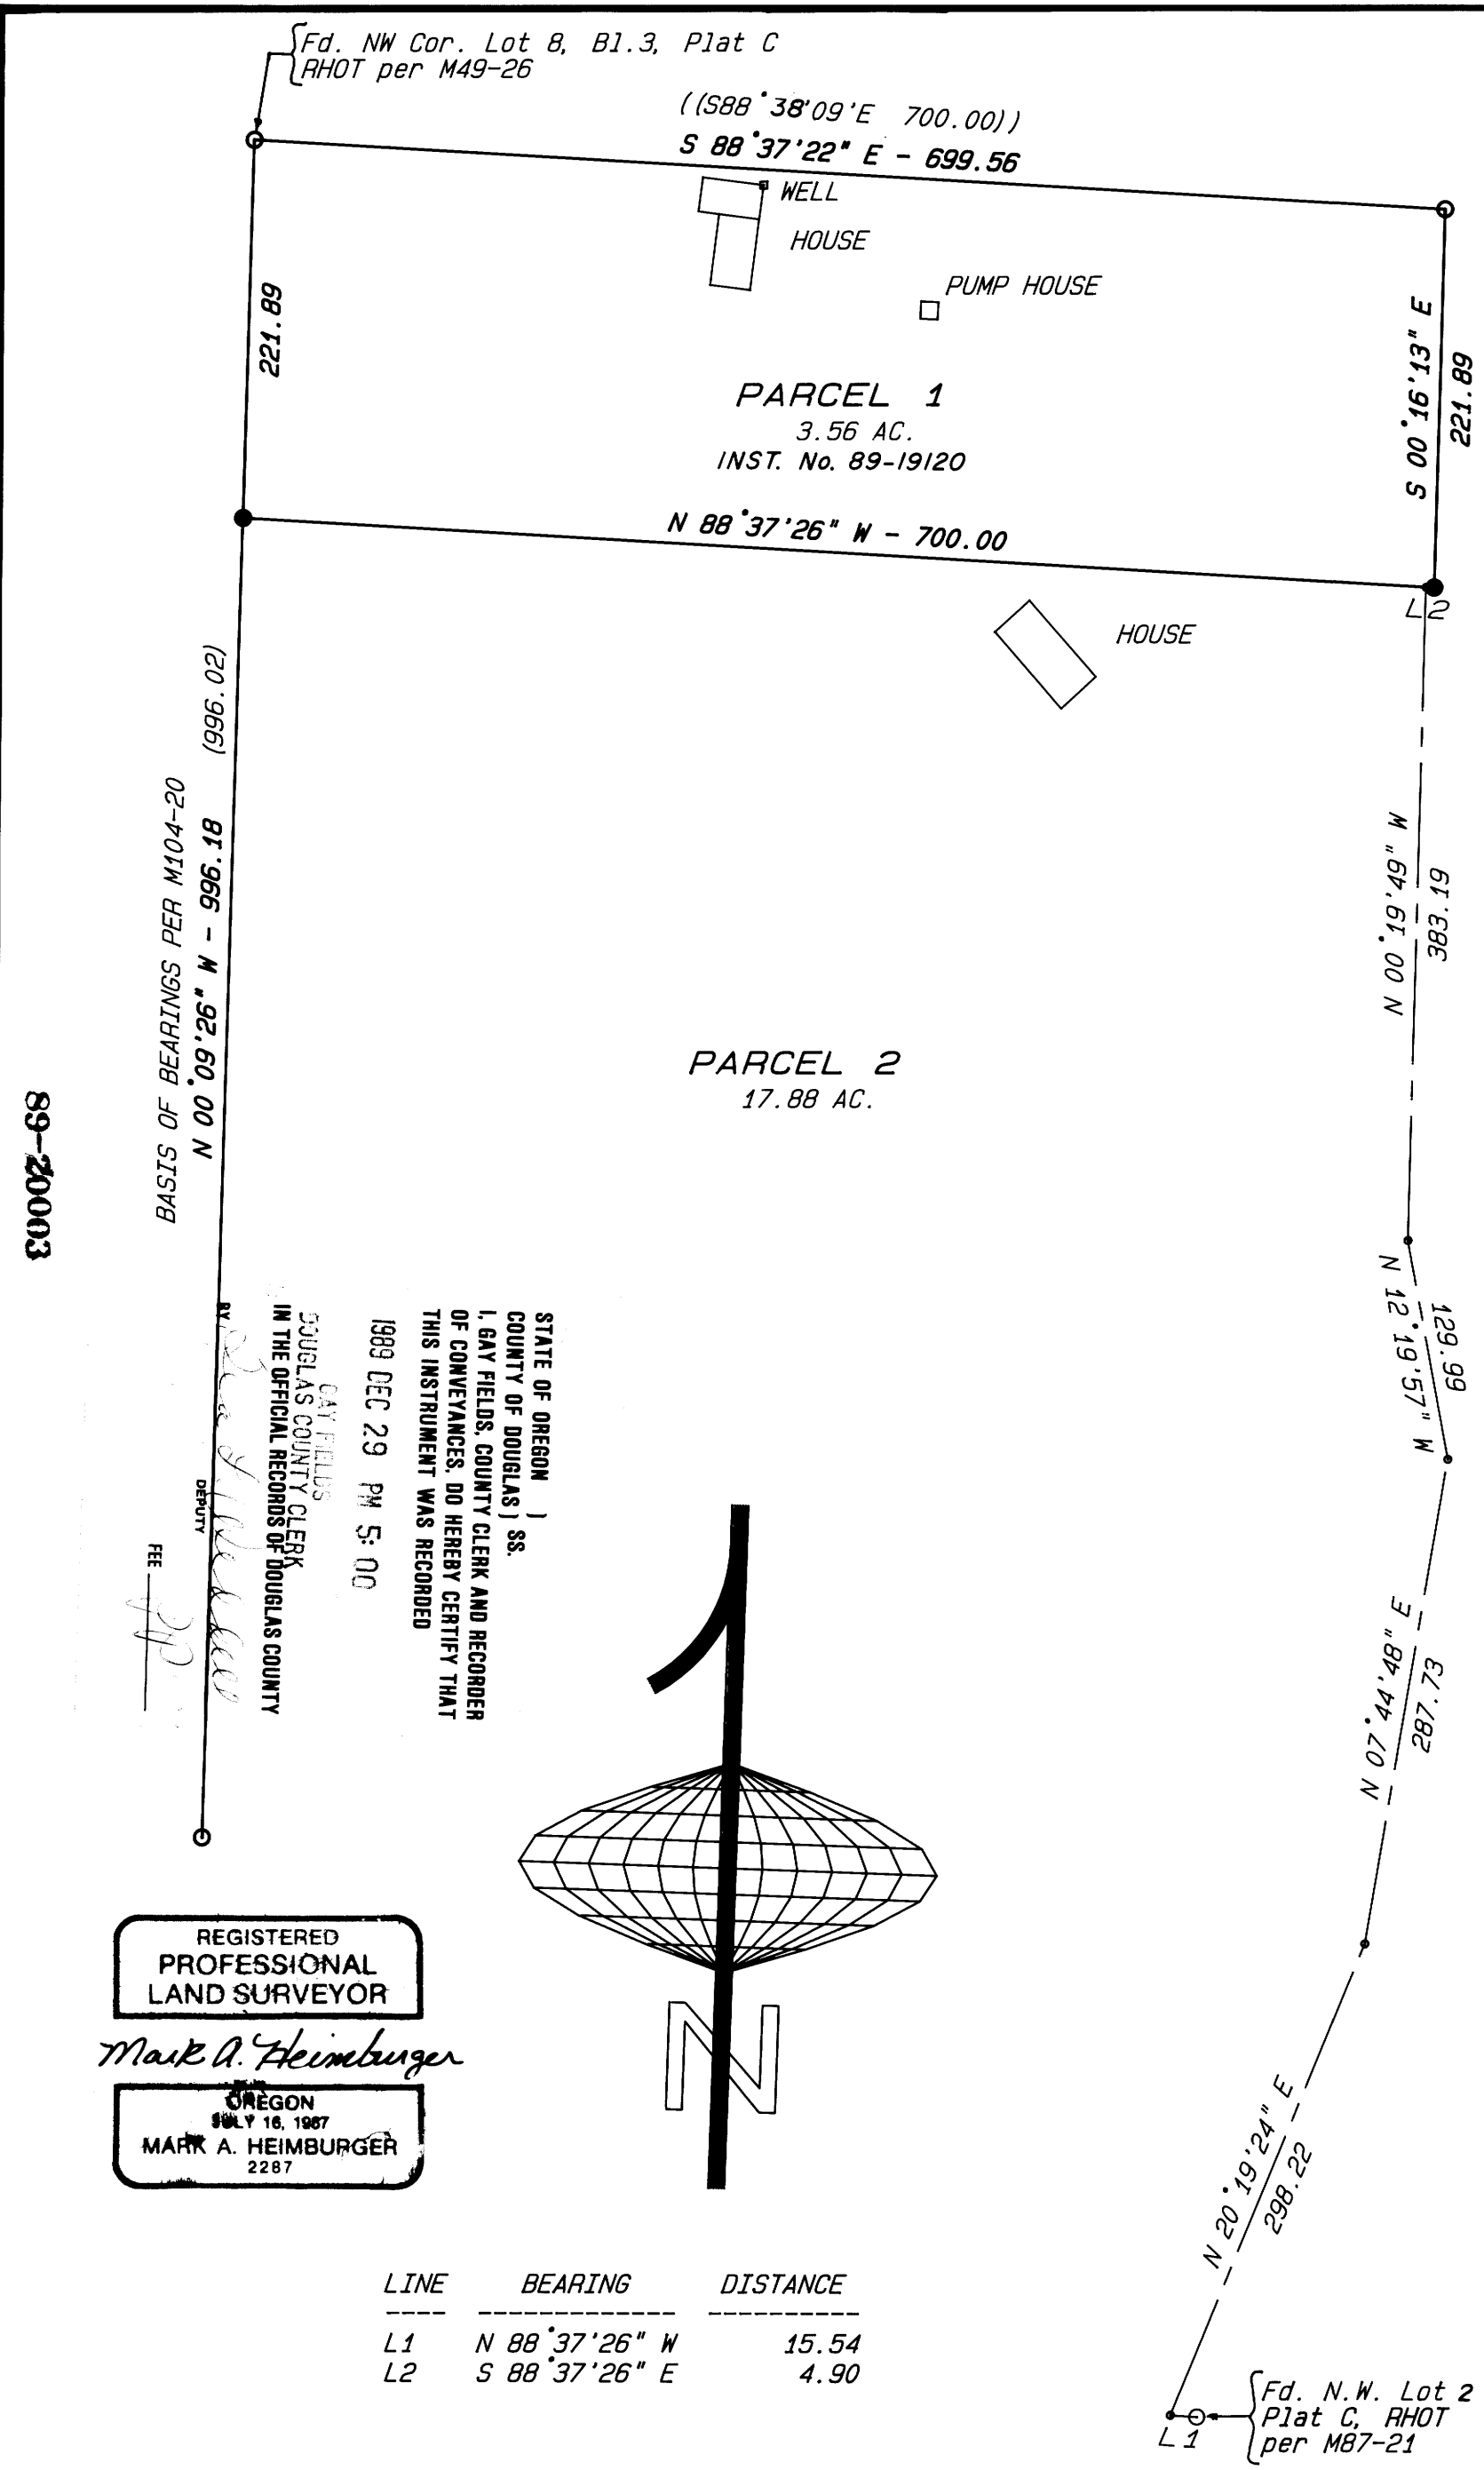 Fd. NW Cor. Lot 8, Bl.3, Plat C
RHOT per M49-26
((S88°38'09'E 700.00))
S 88°37'22" E - 699.56
WELL
HOUSE
PUMP HOUSE
221.89
S 00°16'13" E
221.89
PARCEL 1
3.56 AC.
INST. No. 89-19120
N 88°37'26" W - 700.00
L2
HOUSE
BASIS OF BEARINGS PER M104-20
N 00°09'26" W - 996.18 (996.02)
N 00°19'49" W
383.19
PARCEL 2
17.88 AC.
89-20003
129.99
N 12°19'57" W
STATE OF OREGON )
COUNTY OF DOUGLAS ) SS.
I, GAY FIELDS, COUNTY CLERK AND RECORDER
OF CONVEYANCES, DO HEREBY CERTIFY THAT
THIS INSTRUMENT WAS RECORDED
1989 DEC 29 PM 5:00
GAY FIELDS
DOUGLAS COUNTY CLERK
IN THE OFFICIAL RECORDS OF DOUGLAS COUNTY
BY
DEPUTY
FEE
N 07°44'48" E
287.73
REGISTERED
PROFESSIONAL
LAND SURVEYOR
Mark A. Heimburger
OREGON
JULY 16, 1987
MARK A. HEIMBURGER
2287
N
N 20°19'24" E
298.22
LINE BEARING DISTANCE
---- ------------- ----------
L1 N 88°37'26" W 15.54
L2 S 88°37'26" E 4.90
Fd. N.W. Lot 2
Plat C, RHOT
per M87-21
L1